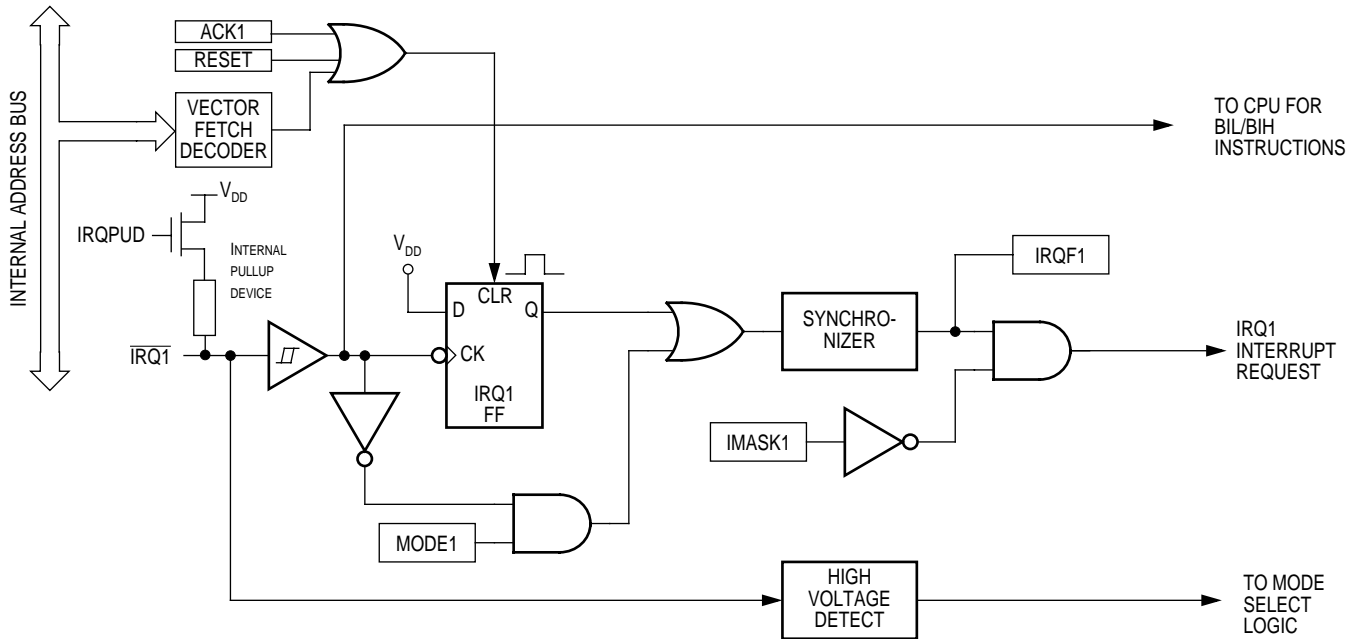 ACK1
RESET
VECTOR
FETCH
DECODER
INTERNAL ADDRESS BUS
TO CPU FOR
BIL/BIH
INSTRUCTIONS
VDD
IRQPUD
INTERNAL
PULLUP
DEVICE
VDD
D
CLR
Q
CK
IRQ1
FF
IRQ1
SYNCHRO-
NIZER
IRQF1
IRQ1
INTERRUPT
REQUEST
IMASK1
MODE1
HIGH
VOLTAGE
DETECT
TO MODE
SELECT
LOGIC